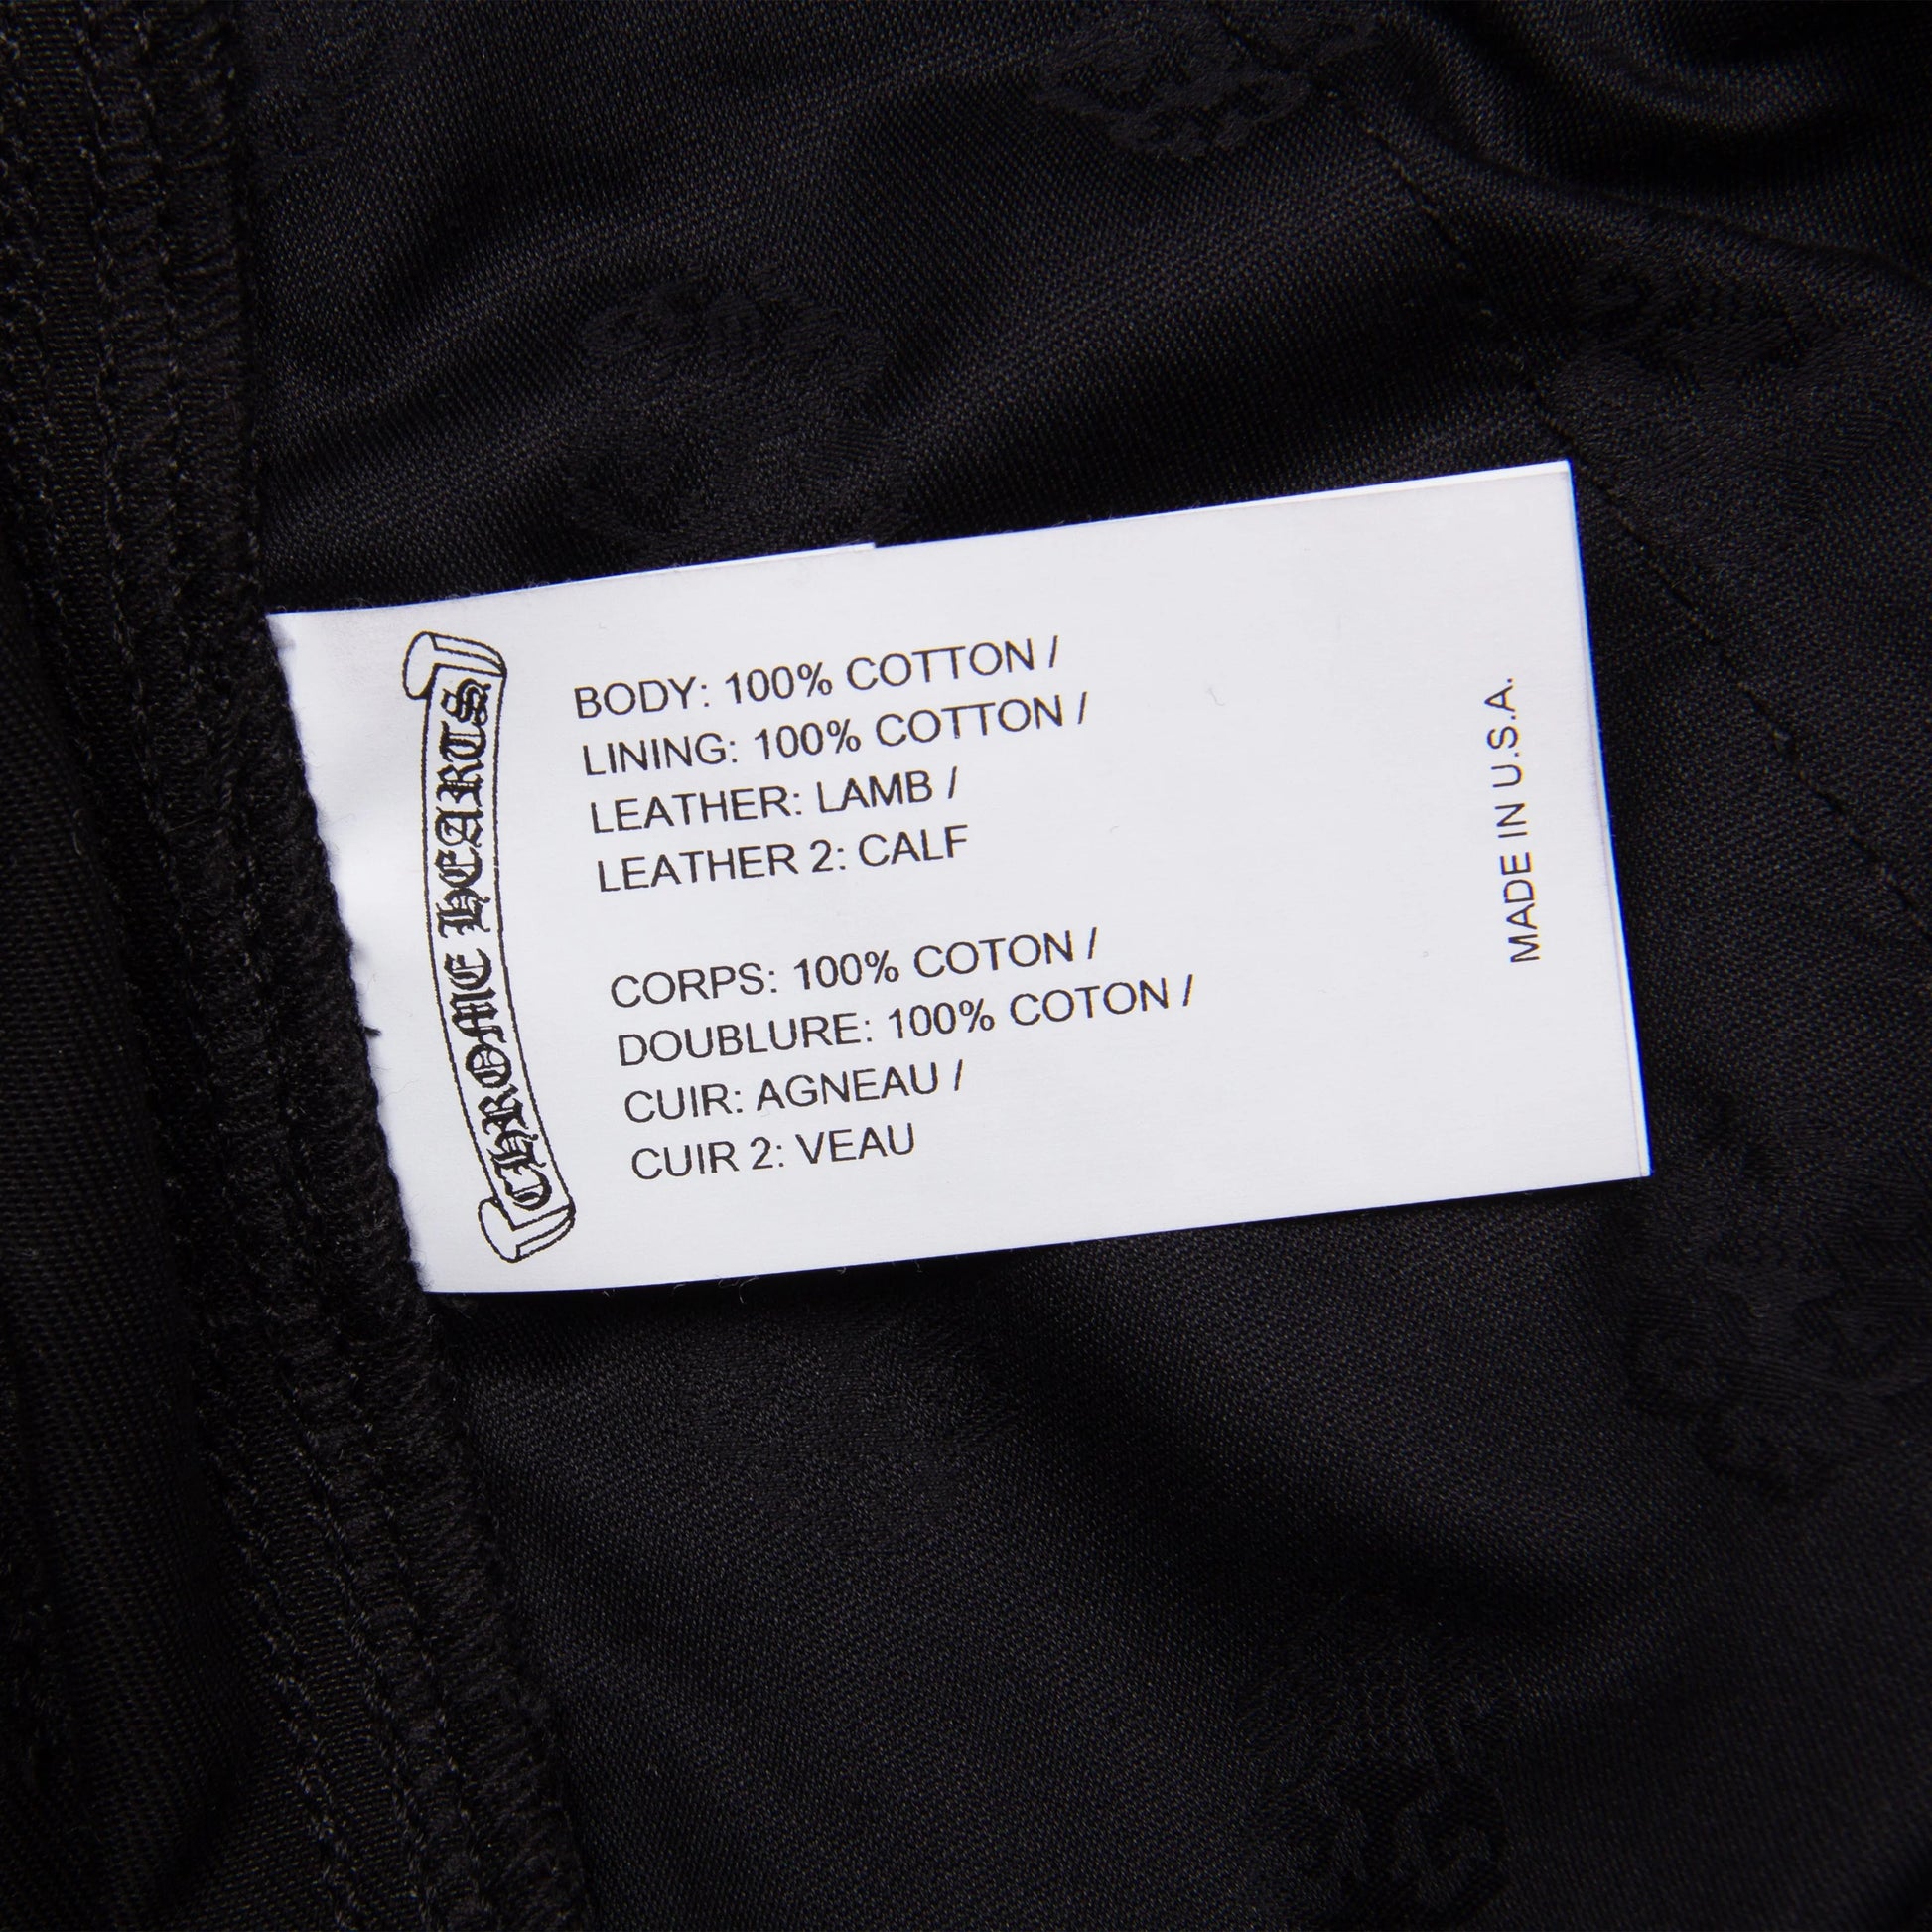 CHROME HEARTS
BODY: 100% COTTON /
LINING: 100% COTTON /
LEATHER: LAMB /
LEATHER 2: CALF
CORPS: 100% COTON /
DOUBLURE: 100% COTON /
CUIR: AGNEAU /
CUIR 2: VEAU
MADE IN U.S.A.